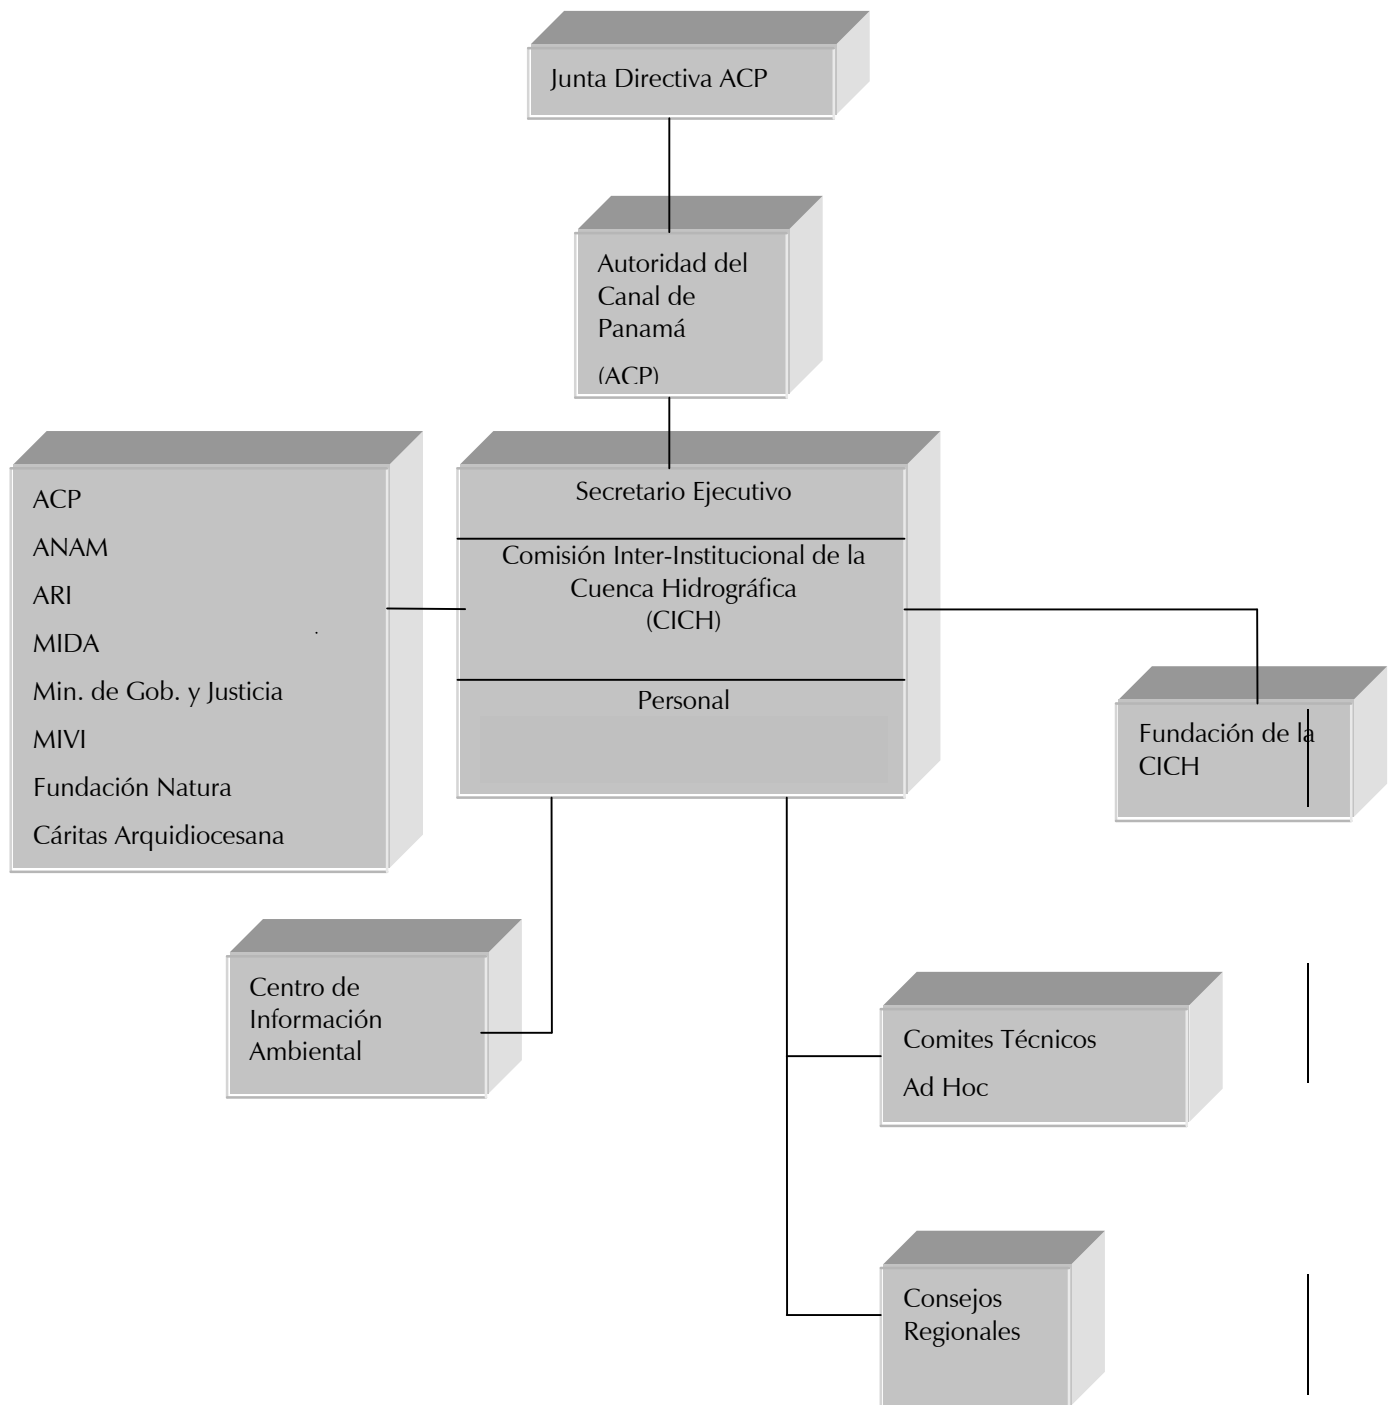 Junta Directiva ACP
Autoridad del
Canal de
Panamá
(ACP)
ACP
ANAM
ARI
MIDA
Min. de Gob. y Justicia
MIVI
Fundación Natura
Cáritas Arquidiocesana
Secretario Ejecutivo
Comisión Inter-Institucional de la
Cuenca Hidrográfica
(CICH)
Personal
Fundación de la
CICH
Centro de
Información
Ambiental
Comites Técnicos
Ad Hoc
Consejos
Regionales